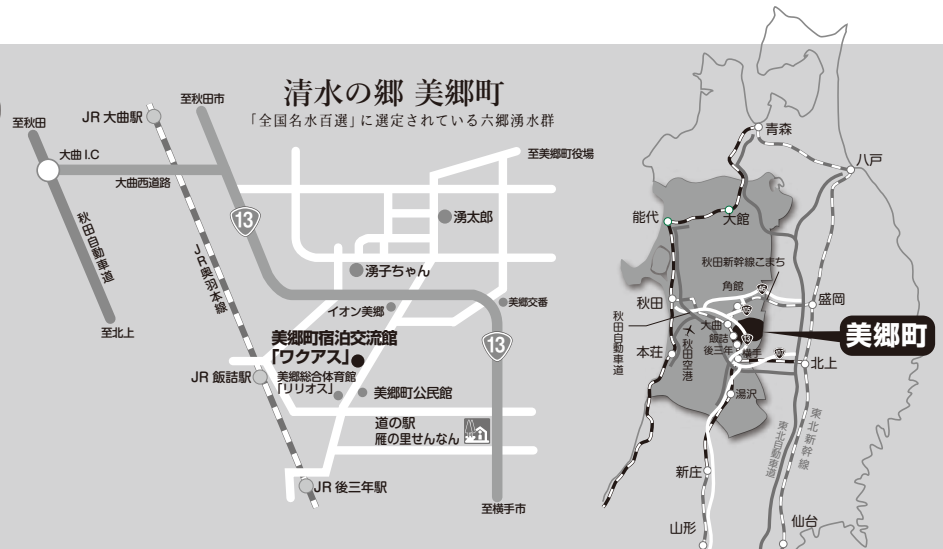 清水の郷 美郷町
「全国名水百選」に選定されている六郷湧水群
至秋田
JR 大曲駅
至秋田市
大曲 I.C
大曲西道路
秋田自動車道
至北上
JR奥羽本線
13
至美郷町役場
湧太郎
湧子ちゃん
イオン美郷
美郷交番
美郷町宿泊交流館
「ワクアス」
13
美郷総合体育館
「リリオス」
美郷町公民館
JR 飯詰駅
道の駅
雁の里せんなん
JR 後三年駅
至横手市
青森
八戸
能代
大館
秋田新幹線こまち
角館
秋田
盛岡
大曲
飯詰
後三年
横手
13
美郷町
秋田自動車道
秋田空港
本荘
北上
湯沢
東北新幹線
東北自動車道
新庄
山形
仙台